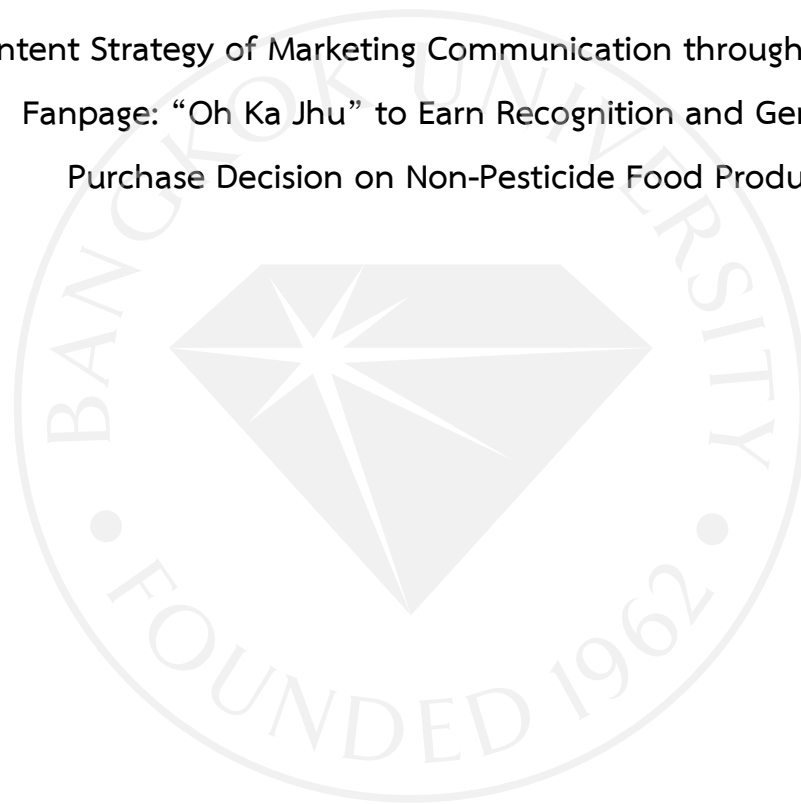 ntent Strategy of Marketing Communication through
Fanpage: “Oh Ka Jhu” to Earn Recognition and Ge
Purchase Decision on Non-Pesticide Food Produ
BANGKOK UNIVERSITY
FOUNDED 1962